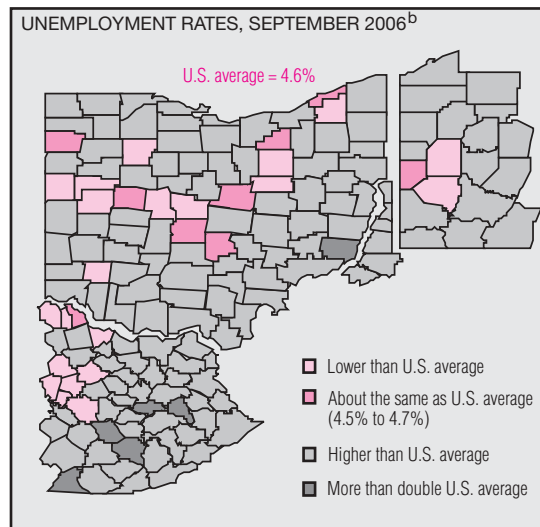 UNEMPLOYMENT RATES, SEPTEMBER 2006b
U.S. average = 4.6%
Lower than U.S. average
About the same as U.S. average
(4.5% to 4.7%)
Higher than U.S. average
More than double U.S. average